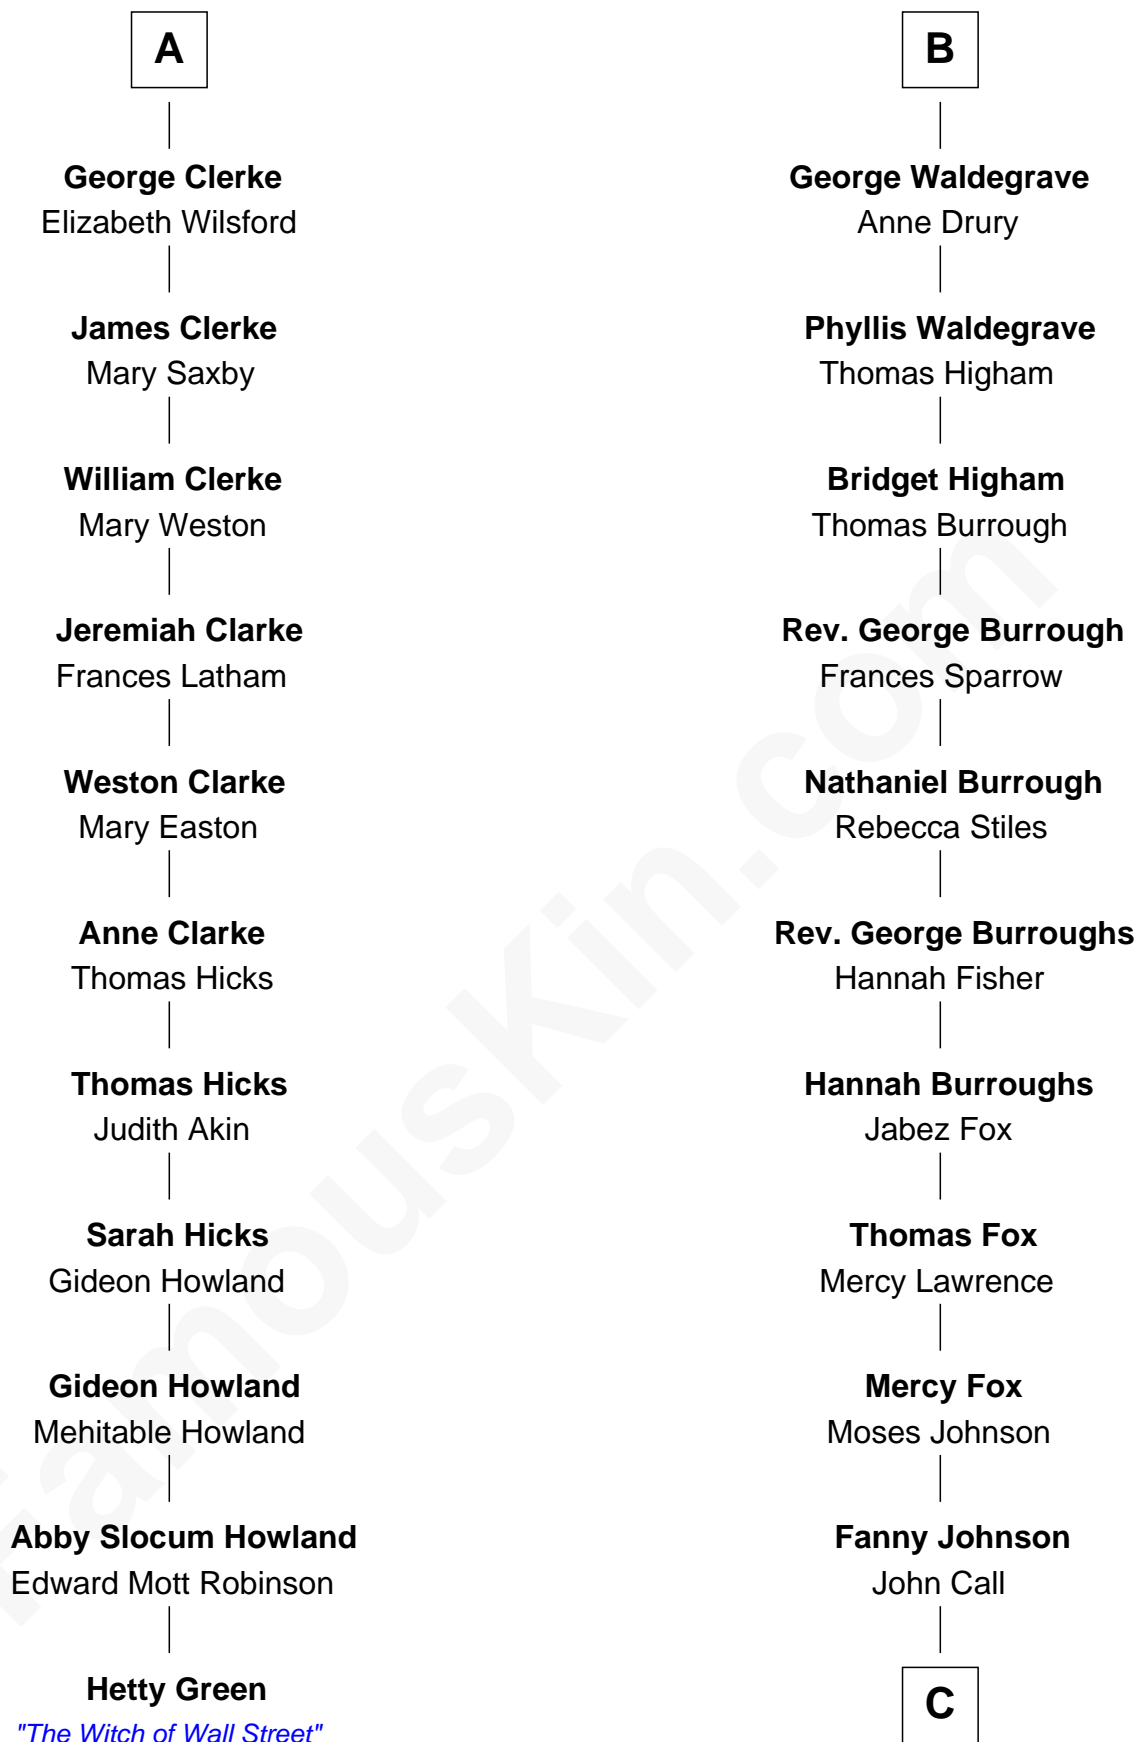 A
George Clerke
Elizabeth Wilsford
James Clerke
Mary Saxby
William Clerke
Mary Weston
Jeremiah Clarke
Frances Latham
Weston Clarke
Mary Easton
Anne Clarke
Thomas Hicks
Thomas Hicks
Judith Akin
Sarah Hicks
Gideon Howland
Gideon Howland
Mehitable Howland
Abby Slocum Howland
Edward Mott Robinson
Hetty Green
"The Witch of Wall Street"
B
George Waldegrave
Anne Drury
Phyllis Waldegrave
Thomas Higham
Bridget Higham
Thomas Burrough
Rev. George Burrough
Frances Sparrow
Nathaniel Burrough
Rebecca Stiles
Rev. George Burroughs
Hannah Fisher
Hannah Burroughs
Jabez Fox
Thomas Fox
Mercy Lawrence
Mercy Fox
Moses Johnson
Fanny Johnson
John Call
C
FamousKin.com